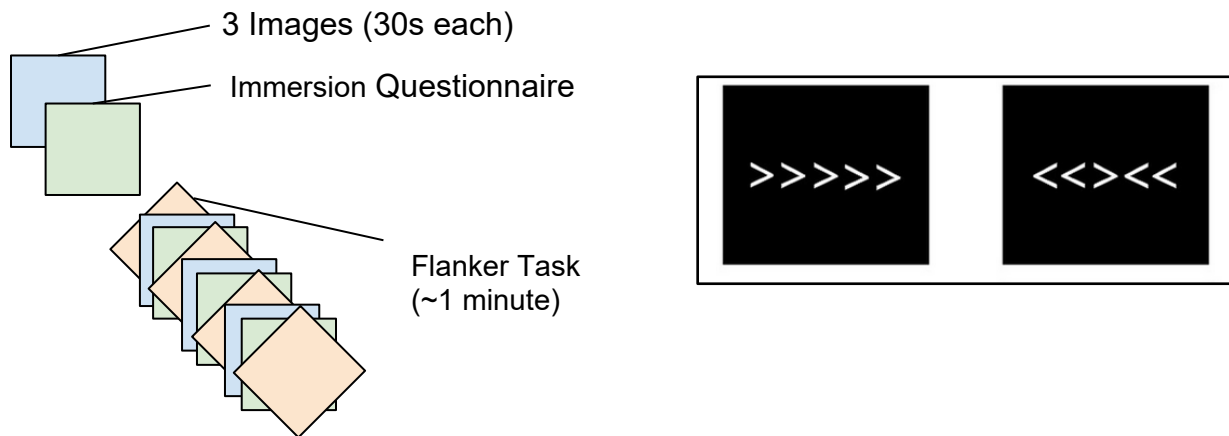 3 Images (30s each)
Immersion Questionnaire
Flanker Task
(~1 minute)
>>>>>
<<><<